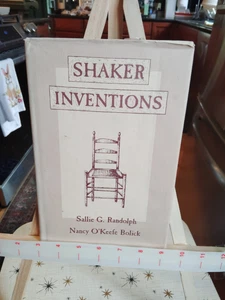 SHAKER
INVENTIONS
Sallie G. Randolph
Nancy O'Keefe Bolick